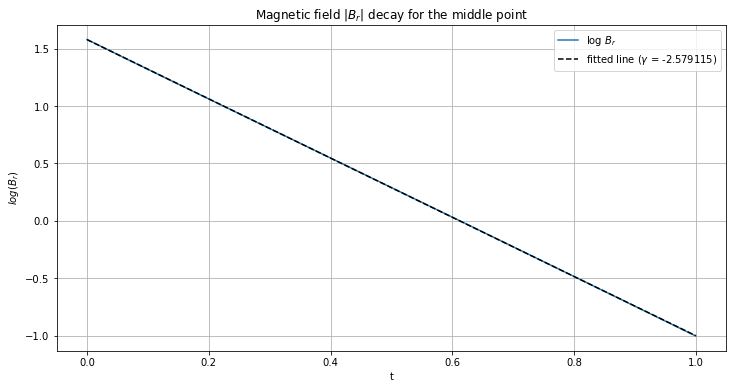 Magnetic field |B_r| decay for the middle point
log B_r
fitted line (γ = -2.579115)
log(B_r)
1.5
1.0
0.5
0.0
−0.5
−1.0
0.0 0.2 0.4 0.6 0.8 1.0
t